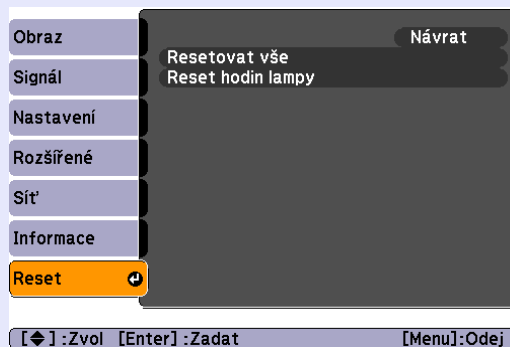 Obraz
Signál
Nastavení
Rozšířené
Síť
Informace
Reset
Návrat
Resetovat vše
Reset hodin lampy
[◆] :Zvol [Enter] :Zadat [Menu]:Odej